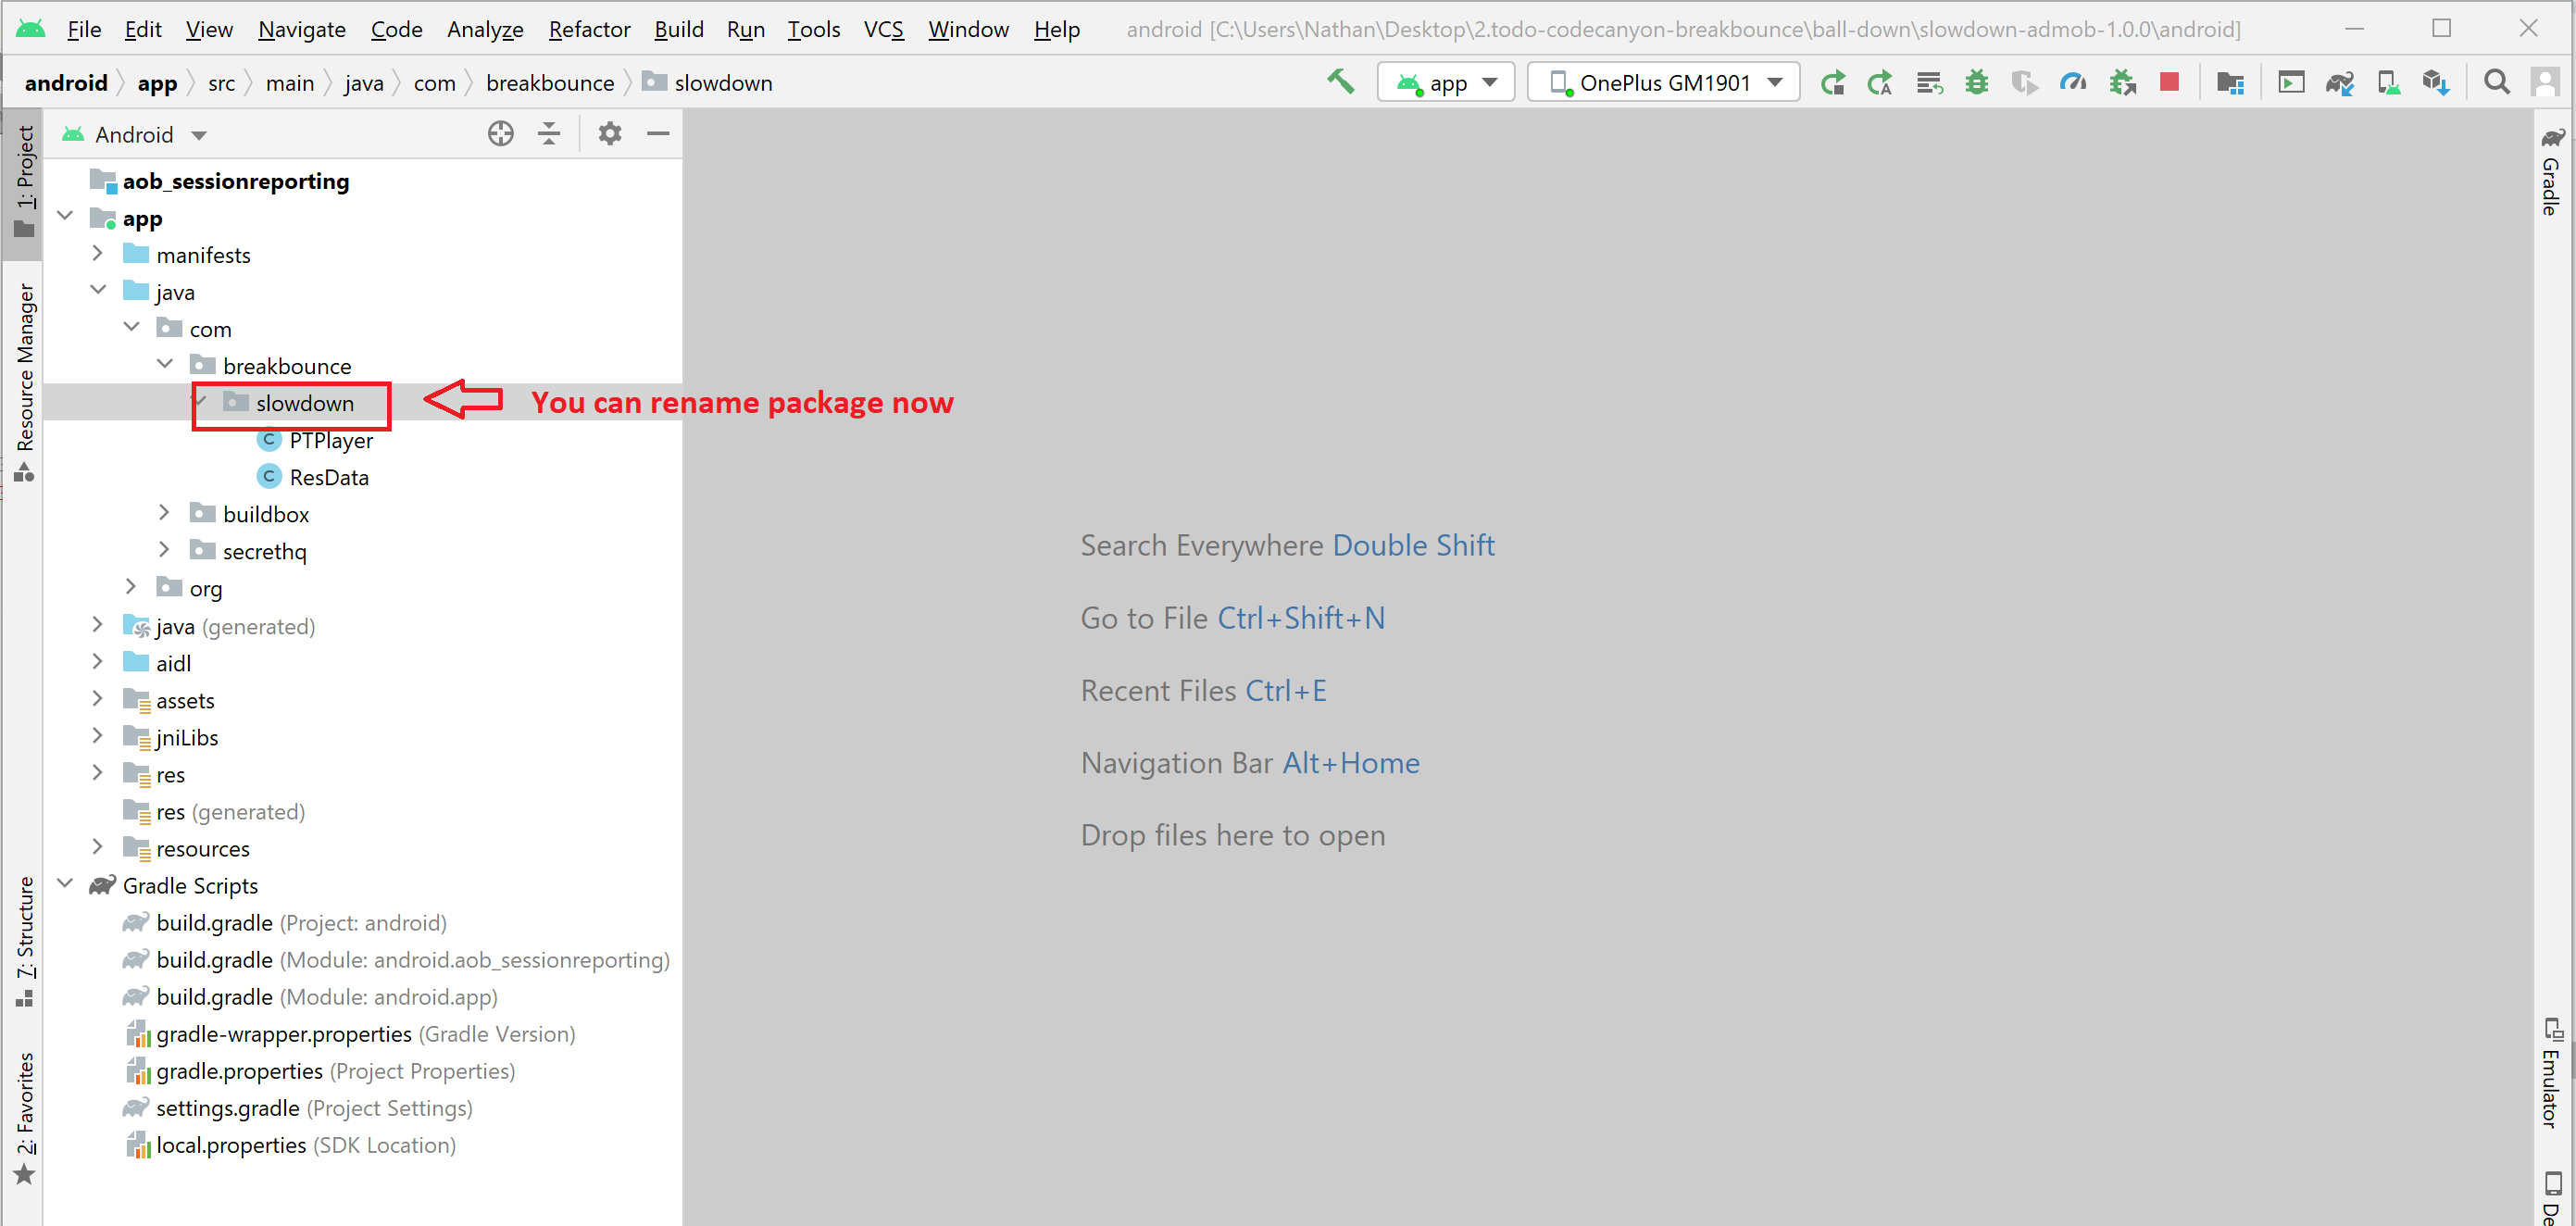 File Edit View Navigate Code Analyze Refactor Build Run Tools VCS Window Help android [C:\Users\Nathan\Desktop\2.todo-codecanyon-breakbounce\ball-down\slowdown-admob-1.0.0\android]
android app src main java com breakbounce slowdown app OnePlus GM1901
1: Project
Resource Manager
7: Structure
2: Favorites
Android
aob_sessionreporting
app
manifests
java
com
breakbounce
slowdown
You can rename package now
PTPlayer
ResData
buildbox
secrethq
org
java (generated)
aidl
assets
jniLibs
res
res (generated)
resources
Gradle Scripts
build.gradle (Project: android)
build.gradle (Module: android.aob_sessionreporting)
build.gradle (Module: android.app)
gradle-wrapper.properties (Gradle Version)
gradle.properties (Project Properties)
settings.gradle (Project Settings)
local.properties (SDK Location)
Search Everywhere Double Shift
Go to File Ctrl+Shift+N
Recent Files Ctrl+E
Navigation Bar Alt+Home
Drop files here to open
Gradle
Emulator
De